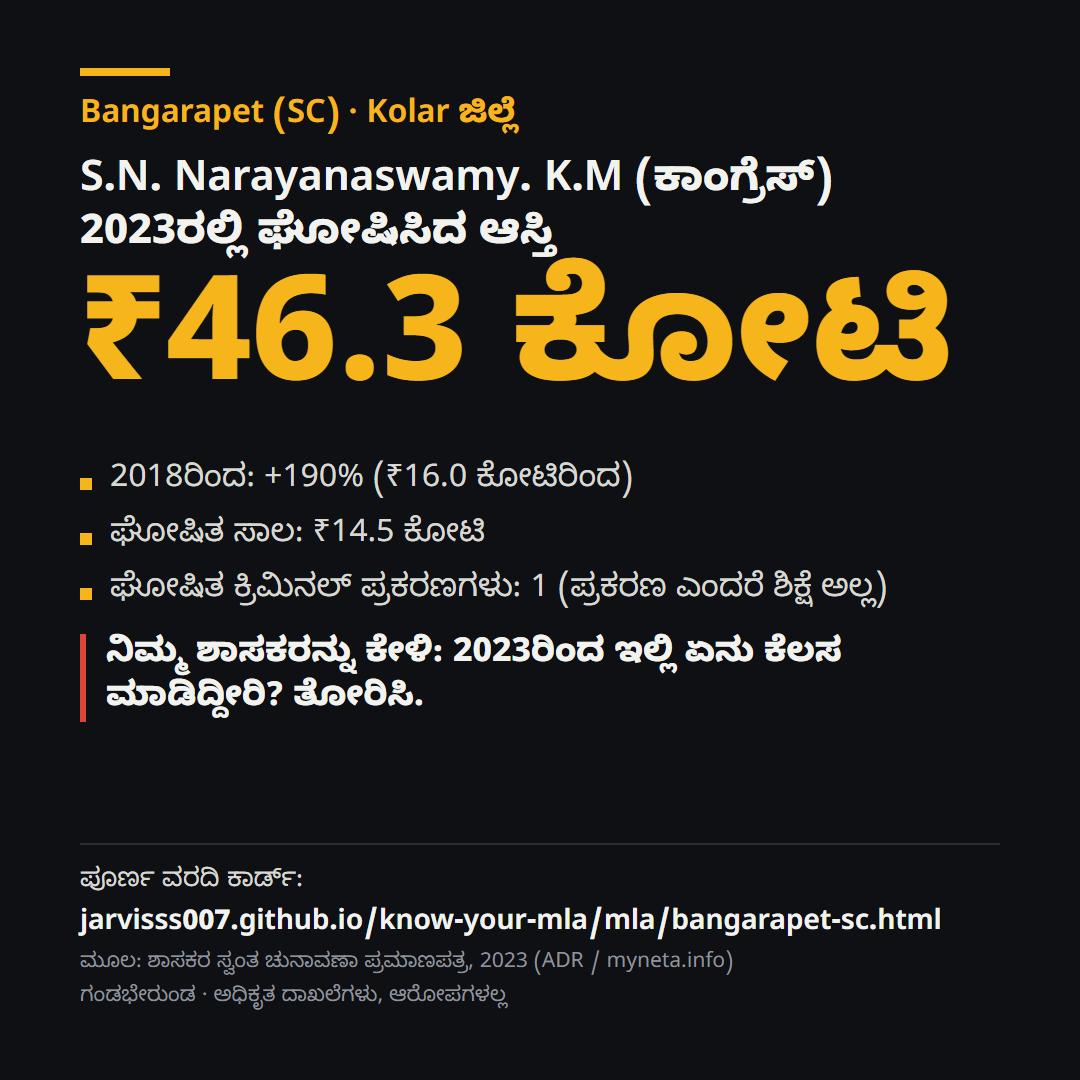 Bangarapet (SC) · Kolar ಜಿಲ್ಲೆ
S.N. Narayanaswamy. K.M (ಕಾಂಗ್ರೆಸ್)
2023ರಲ್ಲಿ ಘೋಷಿಸಿದ ಆಸ್ತಿ
₹46.3 ಕೋಟಿ
2018ರಿಂದ: +190% (₹16.0 ಕೋಟಿರಿಂದ)
ಘೋಷಿತ ಸಾಲ: ₹14.5 ಕೋಟಿ
ಘೋಷಿತ ಕ್ರಿಮಿನಲ್ ಪ್ರಕರಣಗಳು: 1 (ಪ್ರಕರಣ ಎಂದರೆ ಶಿಕ್ಷೆ ಅಲ್ಲ)
ನಿಮ್ಮ ಶಾಸಕರನ್ನು ಕೇಳಿ: 2023ರಿಂದ ಇಲ್ಲಿ ಏನು ಕೆಲಸ
ಮಾಡಿದ್ದೀರಿ? ತೋರಿಸಿ.
ಪೂರ್ಣ ವರದಿ ಕಾರ್ಡ್:
jarvisss007.github.io/know-your-mla/mla/bangarapet-sc.html
ಮೂಲ: ಶಾಸಕರ ಸ್ವಂತ ಚುನಾವಣಾ ಪ್ರಮಾಣಪತ್ರ, 2023 (ADR / myneta.info)
ಗಂಡಭೇರುಂಡ · ಅಧಿಕೃತ ದಾಖಲೆಗಳು, ಆರೋಪಗಳಲ್ಲ